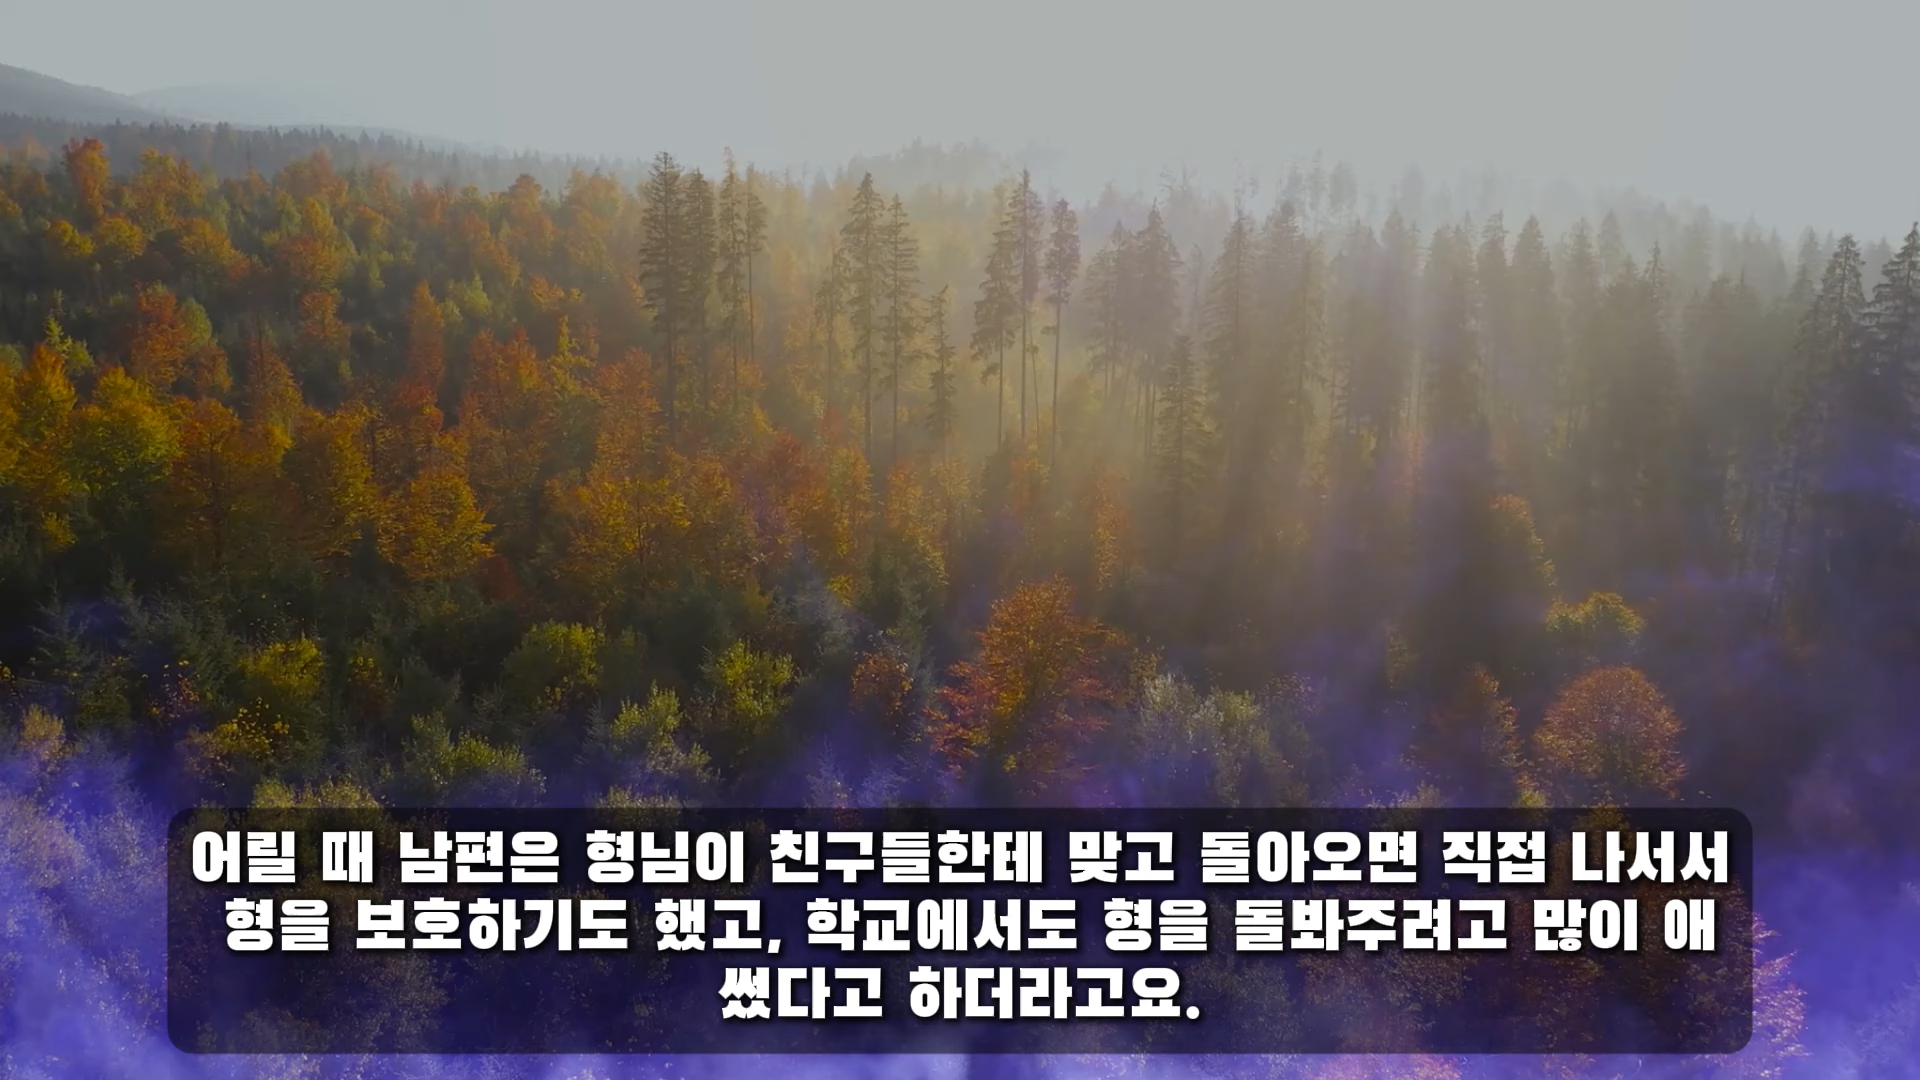 어릴 때 남편은 형님이 친구들한테 맞고 돌아오면 직접 나서서
형을 보호하기도 했고, 학교에서도 형을 돌봐주려고 많이 애
썼다고 하더라고요.